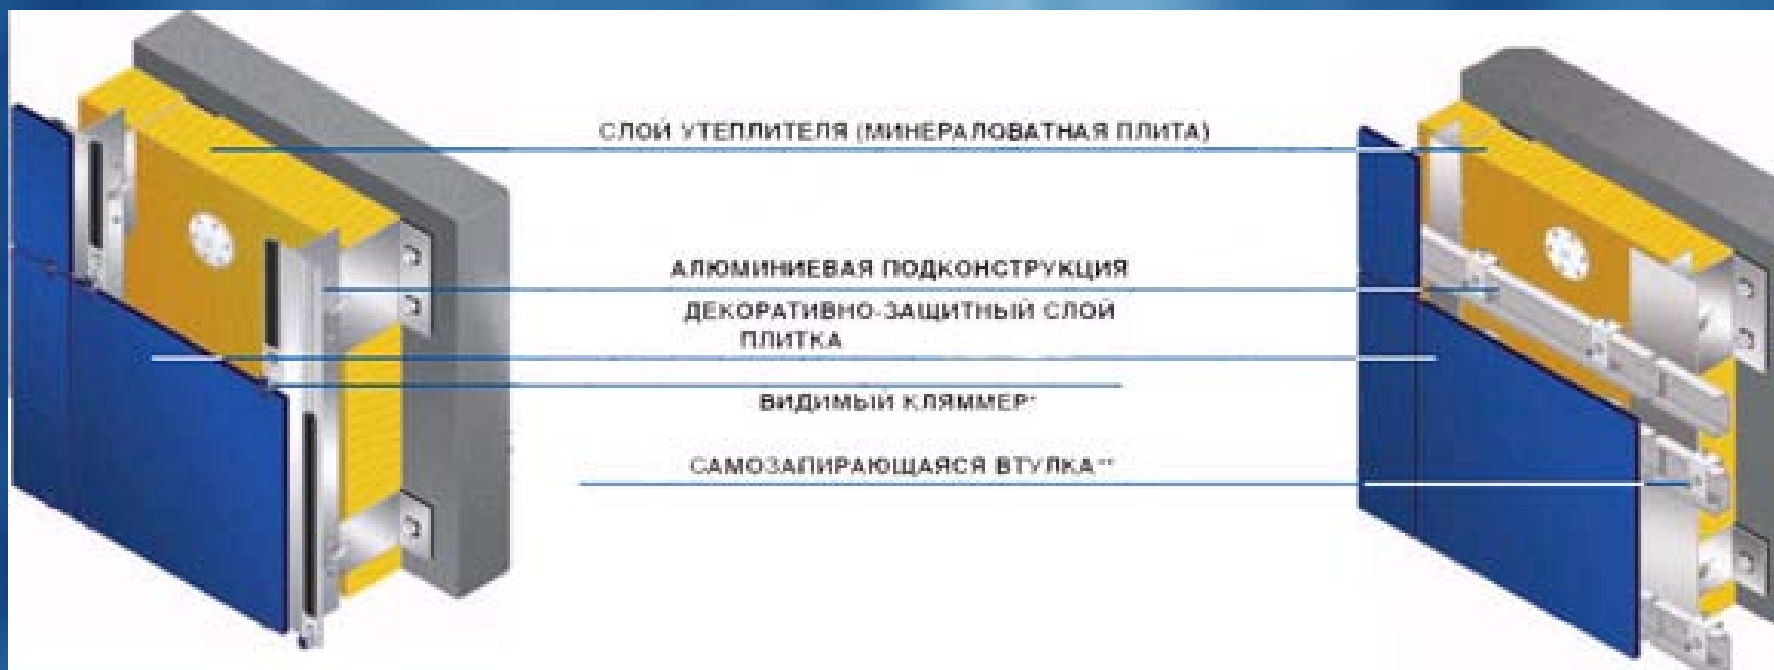 СЛОЙ УТЕПЛИТЕЛЯ (МИНЕРАЛОВАТНАЯ ПЛИТА)
АЛЮМИНИЕВАЯ ПОДКОНСТРУКЦИЯ
ДЕКОРАТИВНО-ЗАЩИТНЫЙ СЛОЙ
ПЛИТКА
ВИДИМЫЙ КЛЯММЕР*
САМОЗАПИРАЮЩАЯСЯ ВТУЛКА**